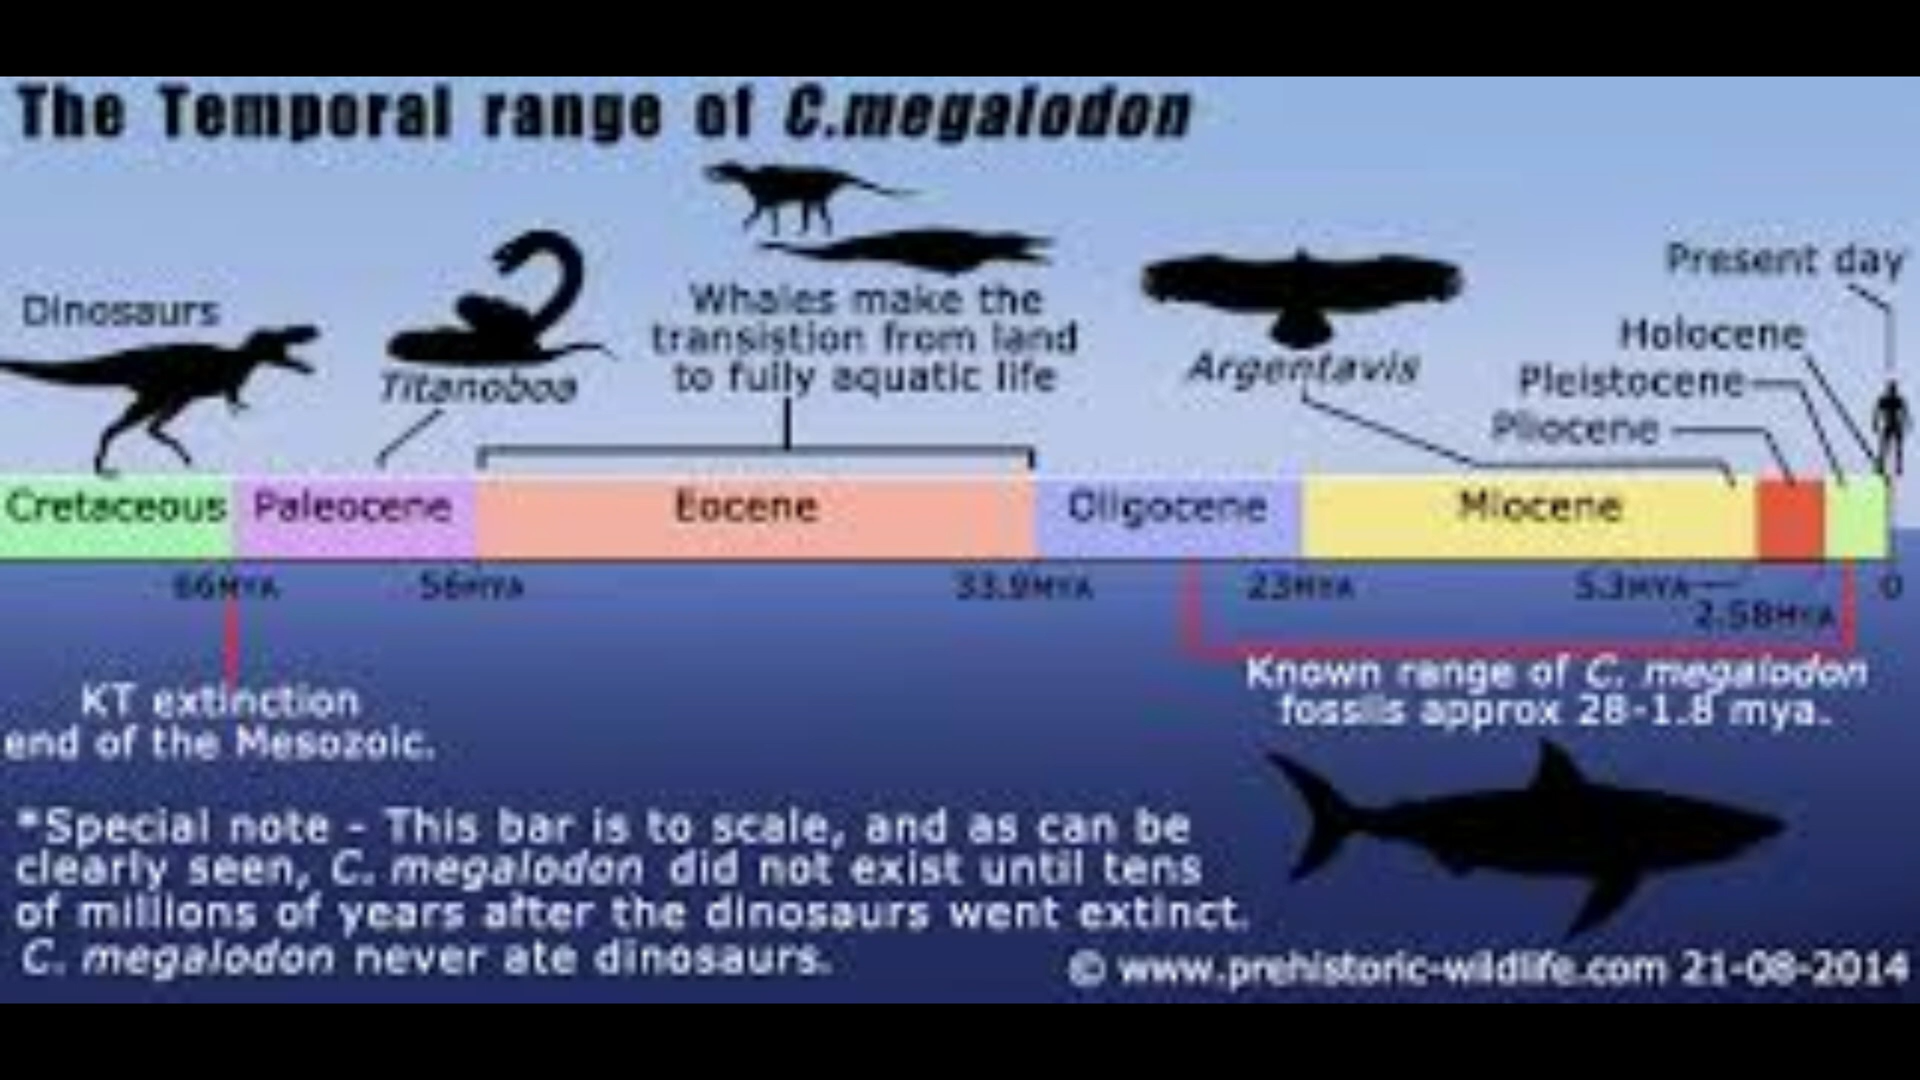 The Temporal range of C.megalodon
Dinosaurs
Titanoboa
Whales make the
transistion from land
to fully aquatic life
Argentavis
Present day
Holocene
Pleistocene
Pliocene
Cretaceous
Paleocene
Eocene
Oligocene
Miocene
66MYA
56MYA
33.9MYA
23MYA
5.3MYA
2.58MYA
0
KT extinction
end of the Mesozoic.
Known range of C. megalodon
fossils approx 28-1.8 mya.
*Special note - This bar is to scale, and as can be
clearly seen, C. megalodon did not exist until tens
of millions of years after the dinosaurs went extinct.
C. megalodon never ate dinosaurs.
© www.prehistoric-wildlife.com 21-08-2014